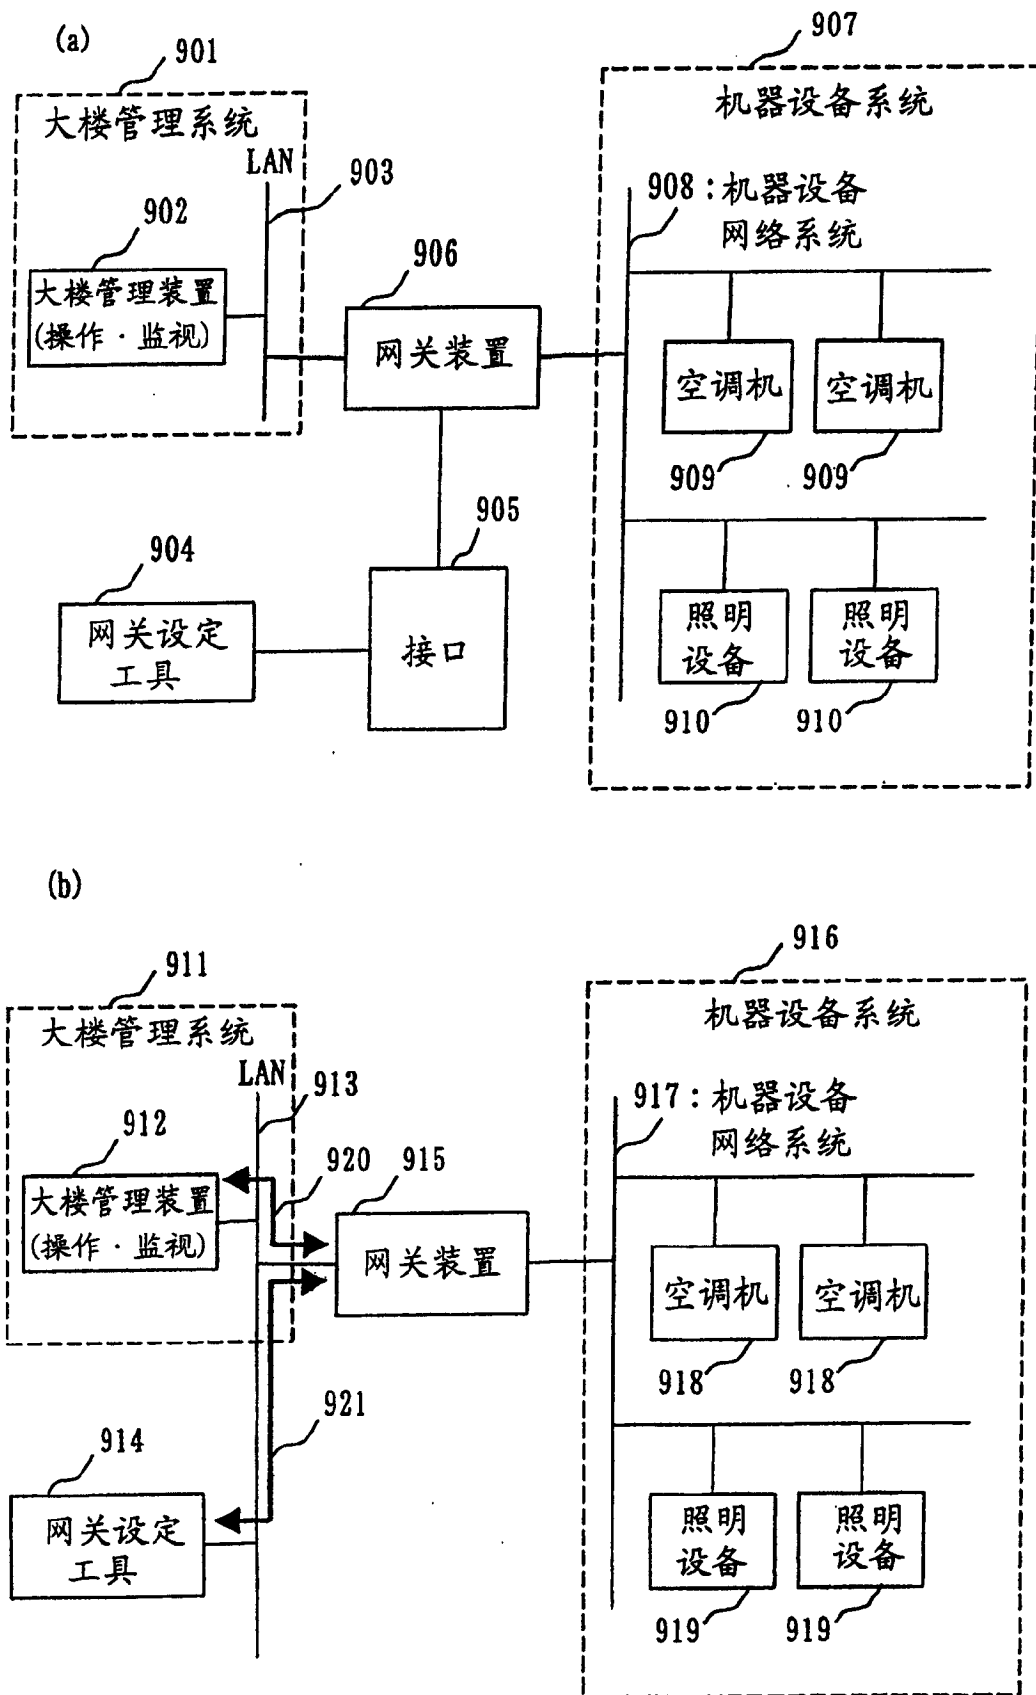 (a)
901
907
大楼管理系统
机器设备系统
LAN
903
908：机器设备
网络系统
902
906
大楼管理装置
(操作·监视)
网关装置
空调机
空调机
909
909
905
904
网关设定
工具
接口
照明
设备
照明
设备
910
910
(b)
911
916
大楼管理系统
机器设备系统
LAN
913
917：机器设备
网络系统
912
920
915
大楼管理装置
(操作·监视)
网关装置
空调机
空调机
918
918
921
914
网关设定
工具
照明
设备
照明
设备
919
919